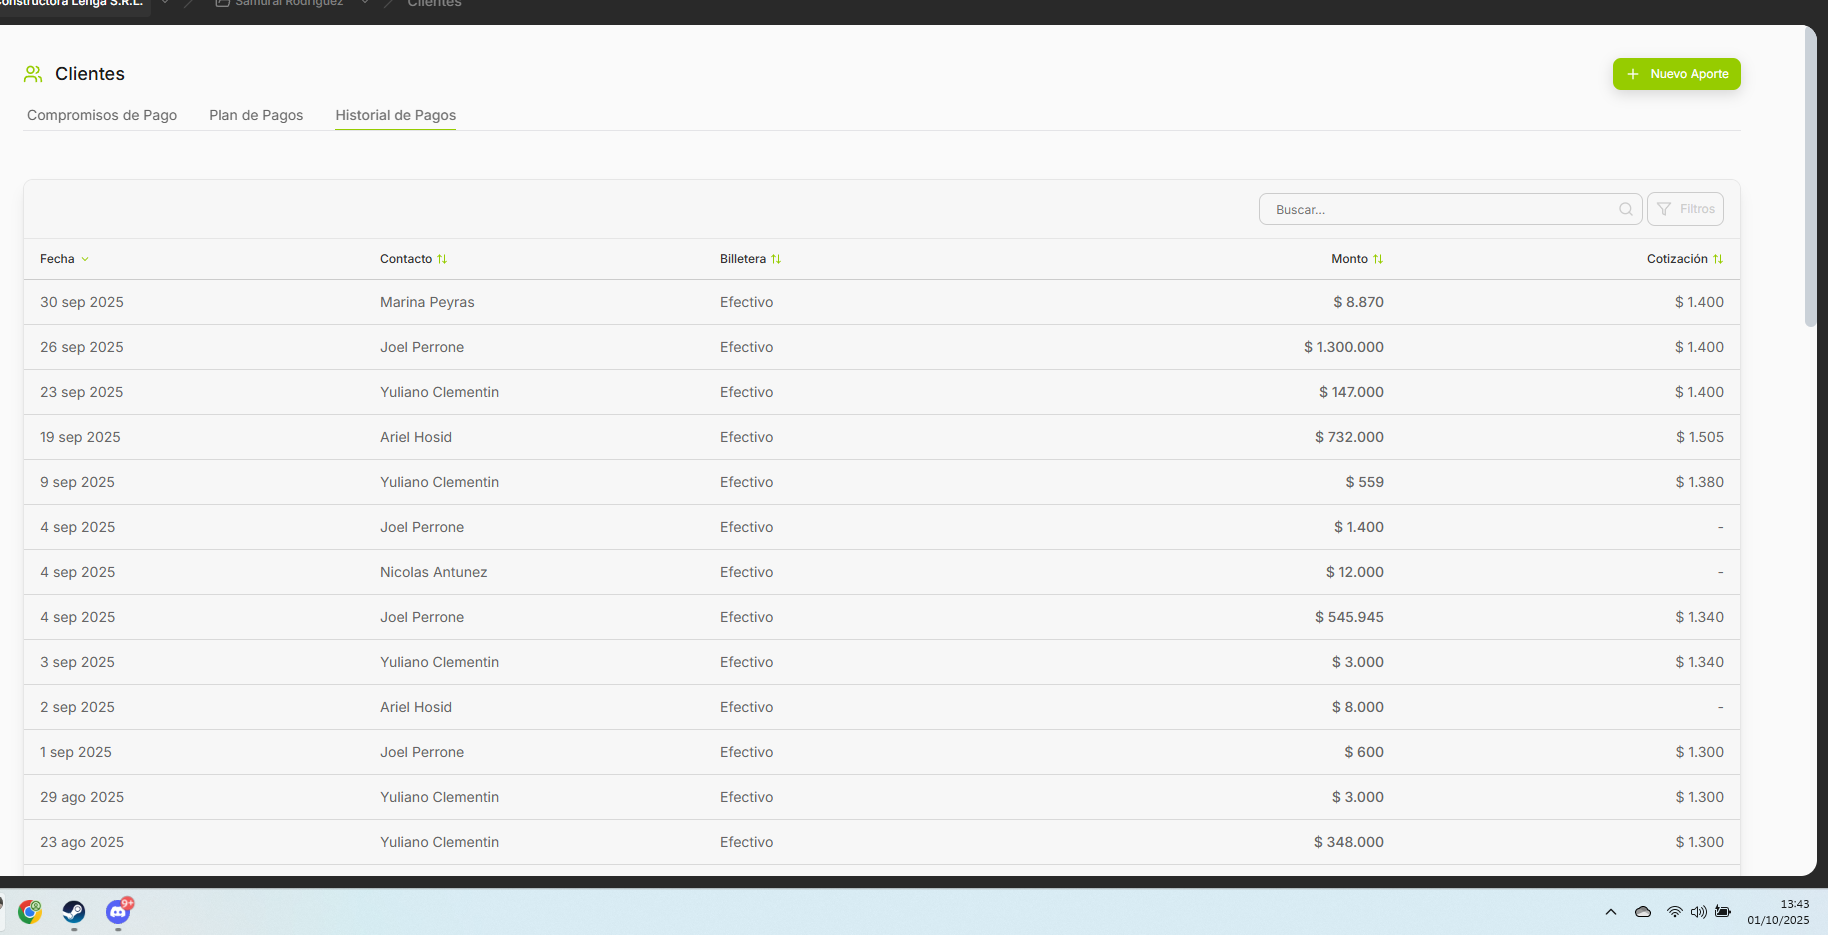 Constructora Lenga S.R.L. / Samurai Rodriguez / Clientes
Clientes
Nuevo Aporte
Compromisos de Pago Plan de Pagos Historial de Pagos
Buscar... Filtros
Fecha Contacto Billetera Monto Cotización
30 sep 2025 Marina Peyras Efectivo $ 8.870 $ 1.400
26 sep 2025 Joel Perrone Efectivo $ 1.300.000 $ 1.400
23 sep 2025 Yuliano Clementin Efectivo $ 147.000 $ 1.400
19 sep 2025 Ariel Hosid Efectivo $ 732.000 $ 1.505
9 sep 2025 Yuliano Clementin Efectivo $ 559 $ 1.380
4 sep 2025 Joel Perrone Efectivo $ 1.400 -
4 sep 2025 Nicolas Antunez Efectivo $ 12.000 -
4 sep 2025 Joel Perrone Efectivo $ 545.945 $ 1.340
3 sep 2025 Yuliano Clementin Efectivo $ 3.000 $ 1.340
2 sep 2025 Ariel Hosid Efectivo $ 8.000 -
1 sep 2025 Joel Perrone Efectivo $ 600 $ 1.300
29 ago 2025 Yuliano Clementin Efectivo $ 3.000 $ 1.300
23 ago 2025 Yuliano Clementin Efectivo $ 348.000 $ 1.300
9+
13:43
01/10/2025